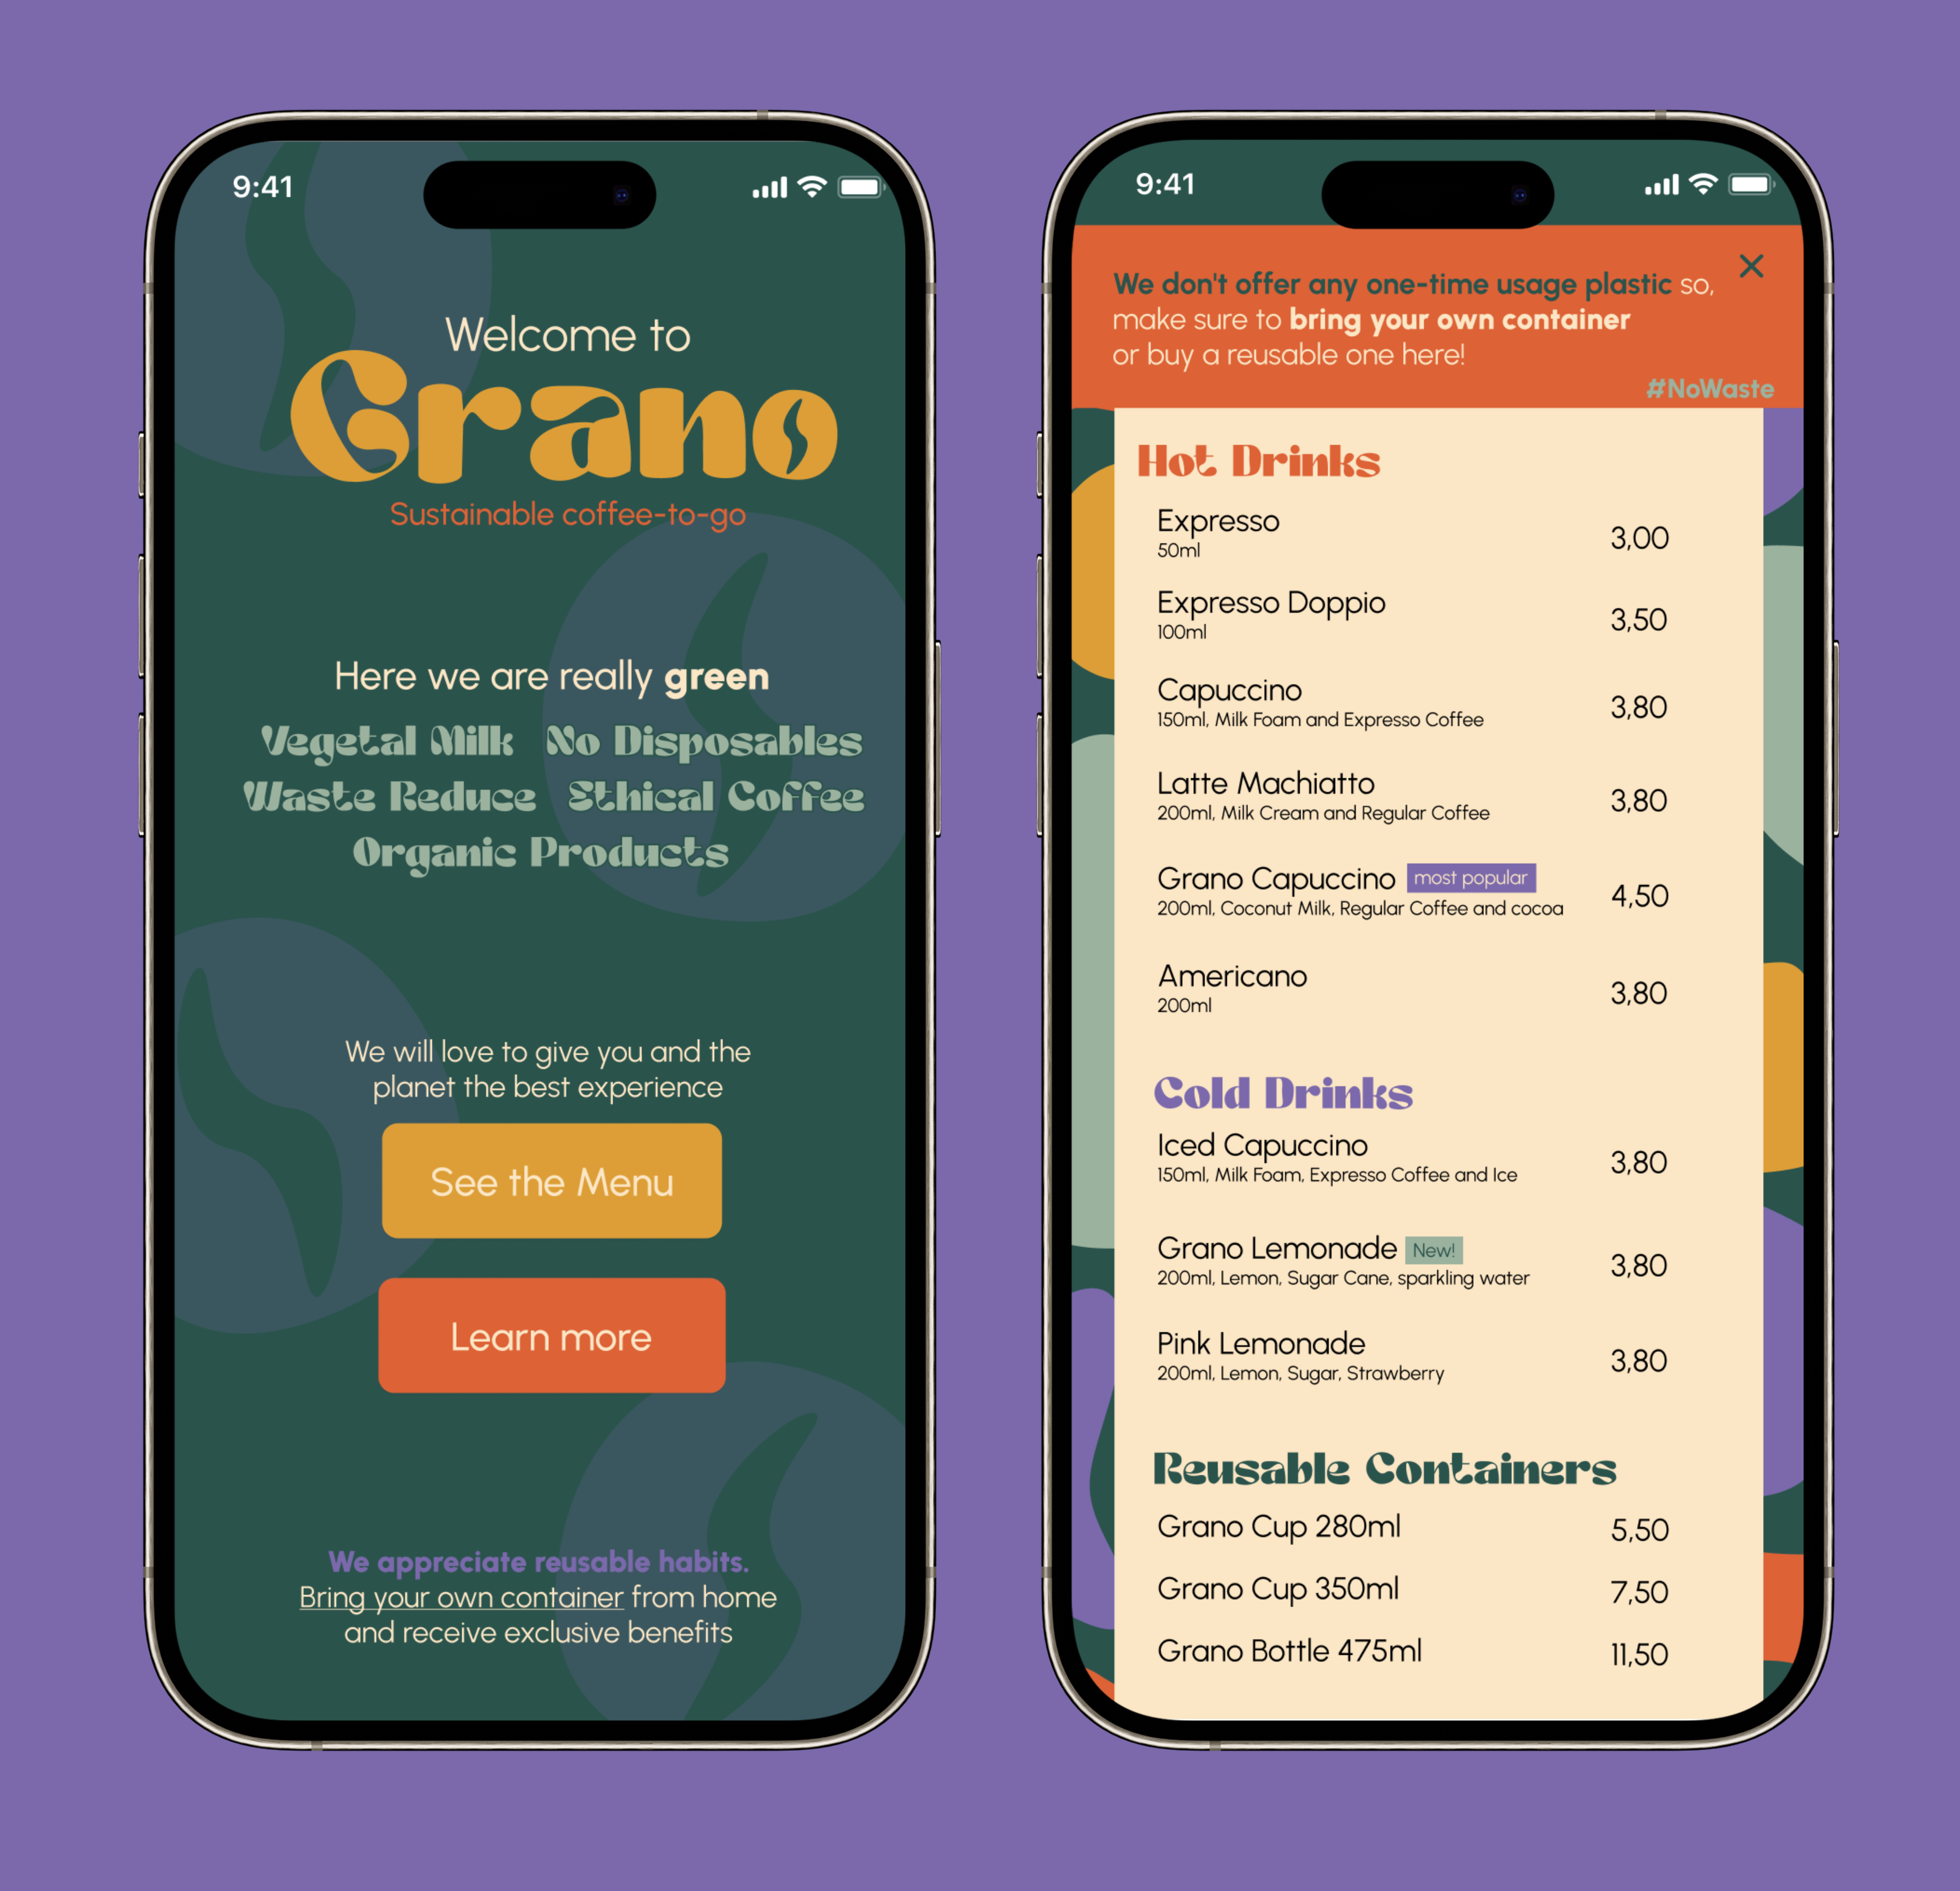 9:41
Welcome to
Grano
Sustainable coffee-to-go
Here we are really green
Vegetal Milk No Disposables
Waste Reduce Ethical Coffee
Organic Products
We will love to give you and the
planet the best experience
See the Menu
Learn more
We appreciate reusable habits.
Bring your own container from home
and receive exclusive benefits
9:41
We don't offer any one-time usage plastic so,
make sure to bring your own container
or buy a reusable one here!
#NoWaste
Hot Drinks
Expresso 3,00
50ml
Expresso Doppio 3,50
100ml
Capuccino 3,80
150ml, Milk Foam and Expresso Coffee
Latte Machiatto 3,80
200ml, Milk Cream and Regular Coffee
Grano Capuccino most popular 4,50
200ml, Coconut Milk, Regular Coffee and cocoa
Americano 3,80
200ml
Cold Drinks
Iced Capuccino 3,80
150ml, Milk Foam, Expresso Coffee and Ice
Grano Lemonade New! 3,80
200ml, Lemon, Sugar Cane, sparkling water
Pink Lemonade 3,80
200ml, Lemon, Sugar, Strawberry
Reusable Containers
Grano Cup 280ml 5,50
Grano Cup 350ml 7,50
Grano Bottle 475ml 11,50